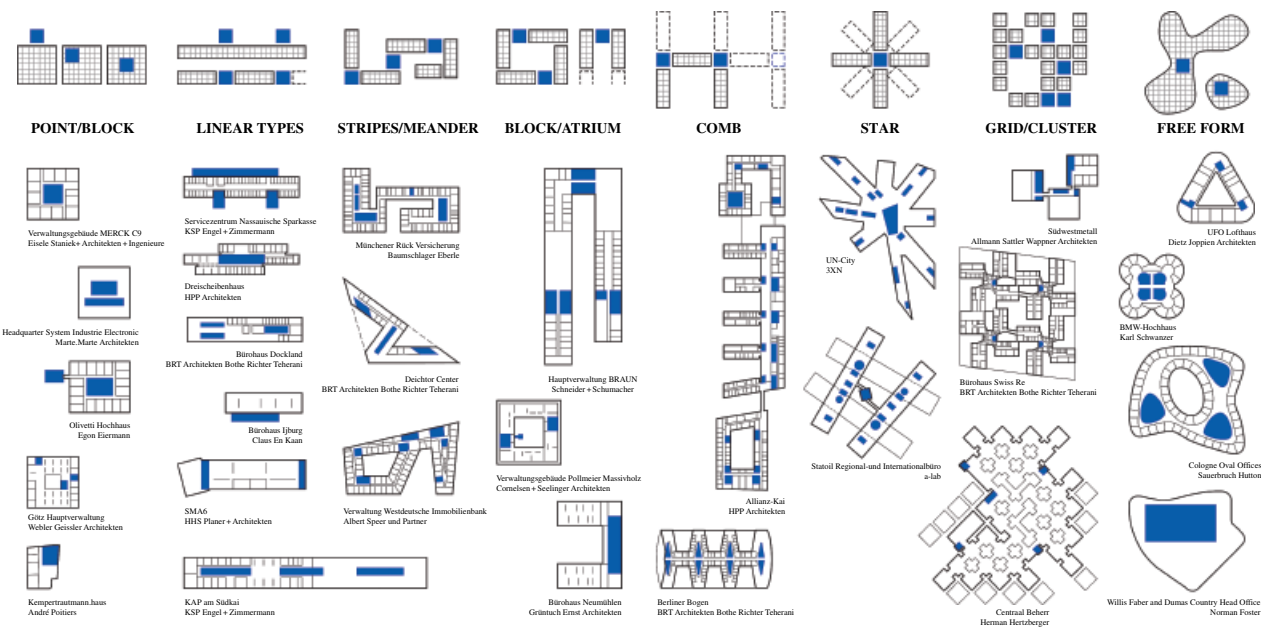 POINT/BLOCK
LINEAR TYPES
STRIPES/MEANDER
BLOCK/ATRIUM
COMB
STAR
GRID/CLUSTER
FREE FORM
Verwaltungsgebäude MERCK C9
Eisele Staniek+ Architekten + Ingenieure
Headquarter System Industrie Electronic
Marte.Marte Architekten
Olivetti Hochhaus
Egon Eiermann
Götz Hauptverwaltung
Webler Geissler Architekten
Kempertrautmann.haus
André Poitiers
Servicezentrum Nassauische Sparkasse
KSP Engel + Zimmermann
Dreischeibenhaus
HPP Architekten
Bürohaus Dockland
BRT Architekten Bothe Richter Teherani
Bürohaus Ijburg
Claus En Kaan
SMA6
HHS Planer + Architekten
KAP am Südkai
KSP Engel + Zimmermann
Münchener Rück Versicherung
Baumschlager Eberle
Deichtor Center
BRT Architekten Bothe Richter Teherani
Verwaltung Westdeutsche Immobilienbank
Albert Speer und Partner
Hauptverwaltung BRAUN
Schneider + Schumacher
Verwaltungsgebäude Pollmeier Massivholz
Cornelsen + Seelinger Architekten
Bürohaus Neumühlen
Grüntuch Ernst Architekten
Allianz-Kai
HPP Architekten
Berliner Bogen
BRT Architekten Bothe Richter Teherani
UN-City
3XN
Statoil Regional-und Internationalbüro
a-lab
Südwestmetall
Allmann Sattler Wappner Architekten
Bürohaus Swiss Re
BRT Architekten Bothe Richter Teherani
Centraal Beherr
Herman Hertzberger
UFO Lofthaus
Dietz Joppien Architekten
BMW-Hochhaus
Karl Schwanzer
Cologne Oval Offices
Sauerbruch Hutton
Willis Faber and Dumas Country Head Office
Norman Foster